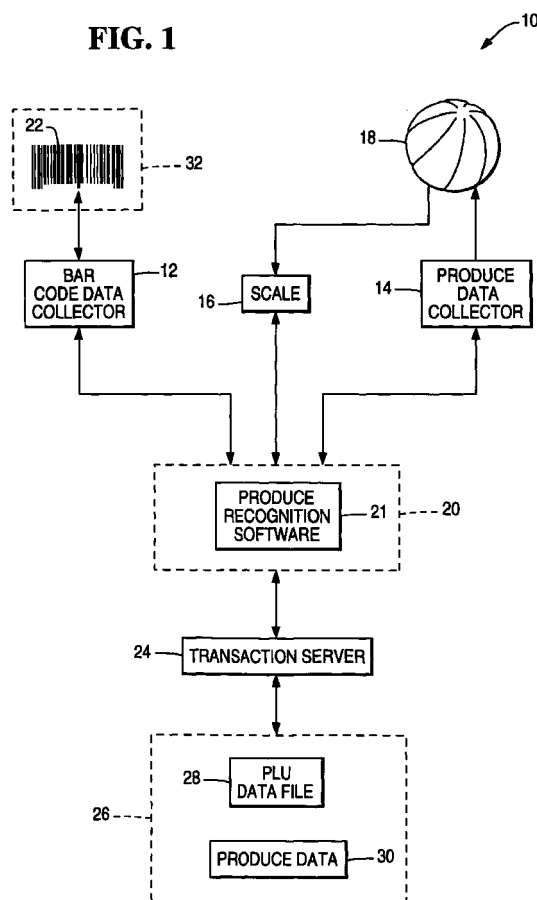 FIG. 1
10
22
32
18
BAR
CODE DATA
COLLECTOR
12
16
SCALE
14
PRODUCE
DATA
COLLECTOR
PRODUCE
RECOGNITION
SOFTWARE
21
20
24
TRANSACTION SERVER
28
PLU
DATA FILE
26
PRODUCE DATA
30